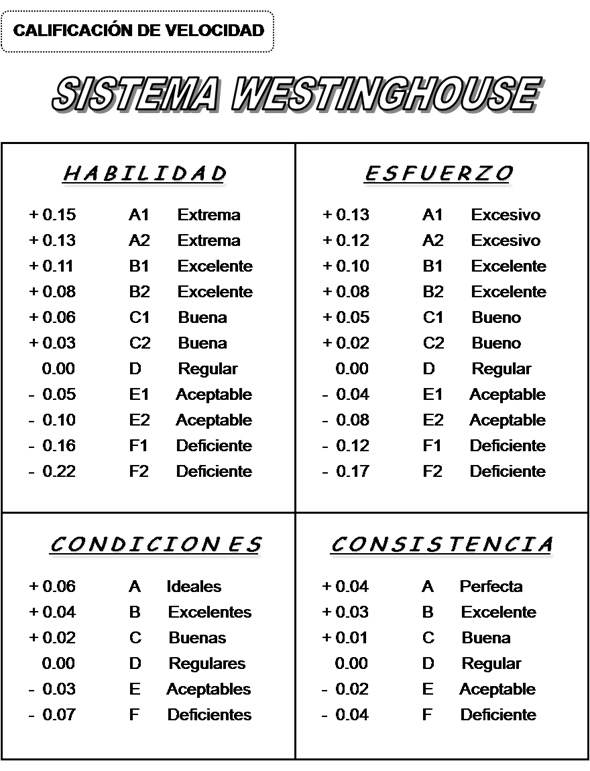 CALIFICACIÓN DE VELOCIDAD
SISTEMA WESTINGHOUSE
HABILIDAD
+ 0.15 A1 Extrema
+ 0.13 A2 Extrema
+ 0.11 B1 Excelente
+ 0.08 B2 Excelente
+ 0.06 C1 Buena
+ 0.03 C2 Buena
0.00 D Regular
- 0.05 E1 Aceptable
- 0.10 E2 Aceptable
- 0.16 F1 Deficiente
- 0.22 F2 Deficiente
ESFUERZO
+ 0.13 A1 Excesivo
+ 0.12 A2 Excesivo
+ 0.10 B1 Excelente
+ 0.08 B2 Excelente
+ 0.05 C1 Bueno
+ 0.02 C2 Bueno
0.00 D Regular
- 0.04 E1 Aceptable
- 0.08 E2 Aceptable
- 0.12 F1 Deficiente
- 0.17 F2 Deficiente
CONDICIONES
+ 0.06 A Ideales
+ 0.04 B Excelentes
+ 0.02 C Buenas
0.00 D Regulares
- 0.03 E Aceptables
- 0.07 F Deficientes
CONSISTENCIA
+ 0.04 A Perfecta
+ 0.03 B Excelente
+ 0.01 C Buena
0.00 D Regular
- 0.02 E Aceptable
- 0.04 F Deficiente